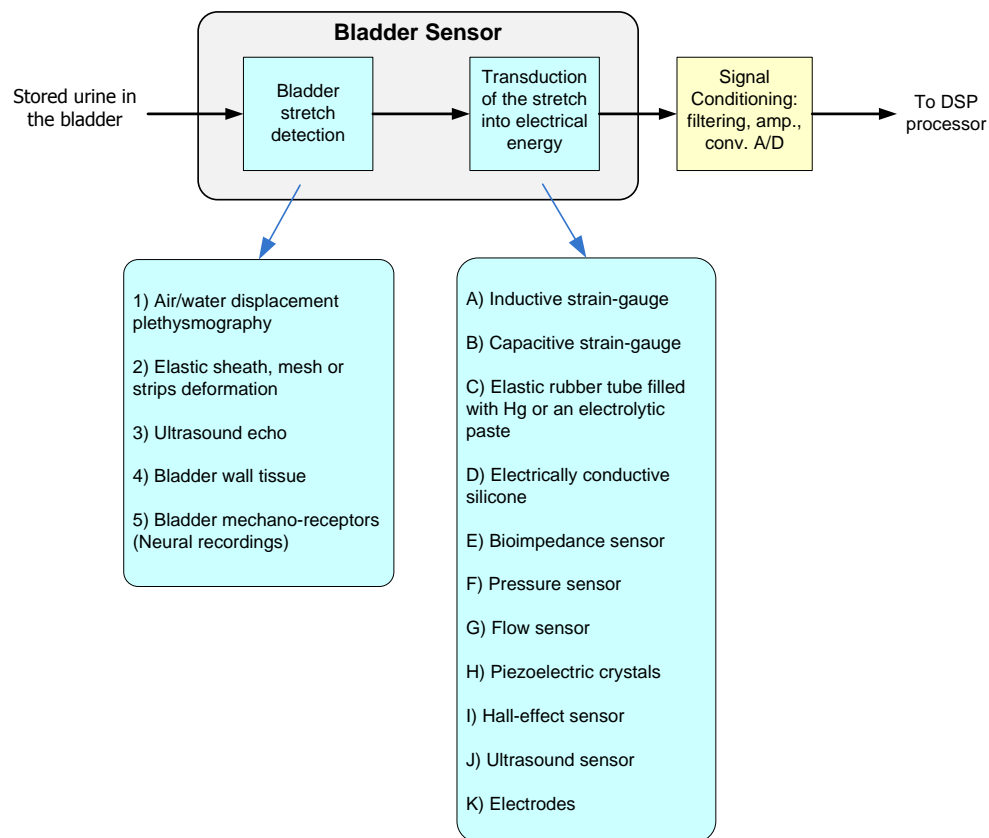 Bladder Sensor
Stored urine in
the bladder
Bladder
stretch
detection
Transduction
of the stretch
into electrical
energy
Signal
Conditioning:
filtering, amp.,
conv. A/D
To DSP
processor
1) Air/water displacement
plethysmography
2) Elastic sheath, mesh or
strips deformation
3) Ultrasound echo
4) Bladder wall tissue
5) Bladder mechano-receptors
(Neural recordings)
A) Inductive strain-gauge
B) Capacitive strain-gauge
C) Elastic rubber tube filled
with Hg or an electrolytic
paste
D) Electrically conductive
silicone
E) Bioimpedance sensor
F) Pressure sensor
G) Flow sensor
H) Piezoelectric crystals
I) Hall-effect sensor
J) Ultrasound sensor
K) Electrodes